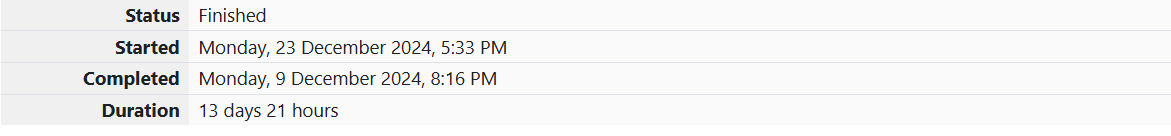 Status Finished
Started Monday, 23 December 2024, 5:33 PM
Completed Monday, 9 December 2024, 8:16 PM
Duration 13 days 21 hours